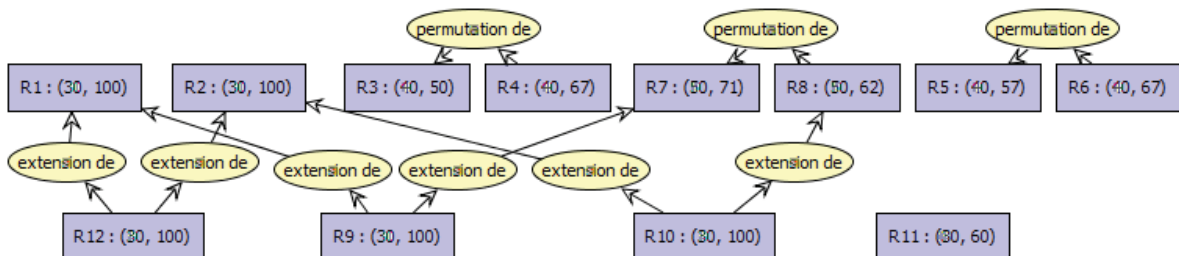 permutation de permutation de permutation de
R1 : (30, 100) R2 : (30, 100) R3 : (40, 50) R4 : (40, 67) R7 : (50, 71) R8 : (50, 62) R5 : (40, 57) R6 : (40, 67)
extension de extension de extension de extension de extension de extension de
R12 : (30, 100) R9 : (30, 100) R10 : (30, 100) R11 : (80, 60)